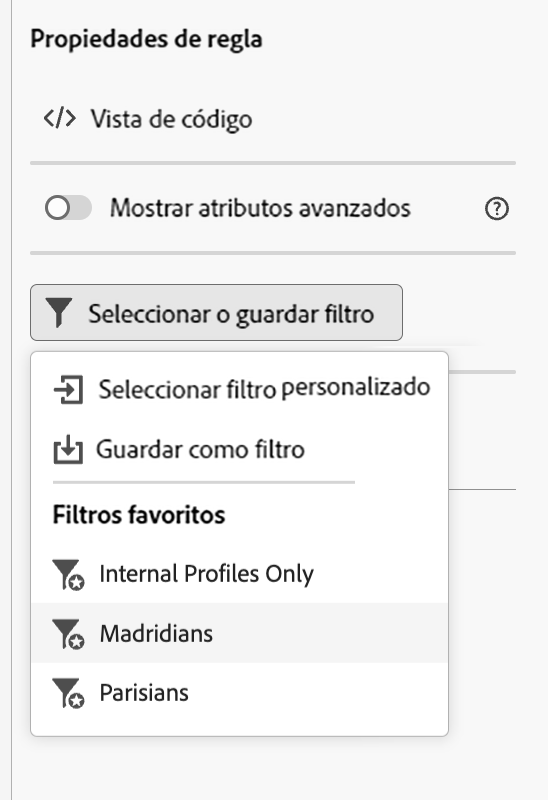 Propiedades de regla
</> Vista de código
Mostrar atributos avanzados ?
Seleccionar o guardar filtro
Seleccionar filtro personalizado
Guardar como filtro
Filtros favoritos
Internal Profiles Only
Madridians
Parisians